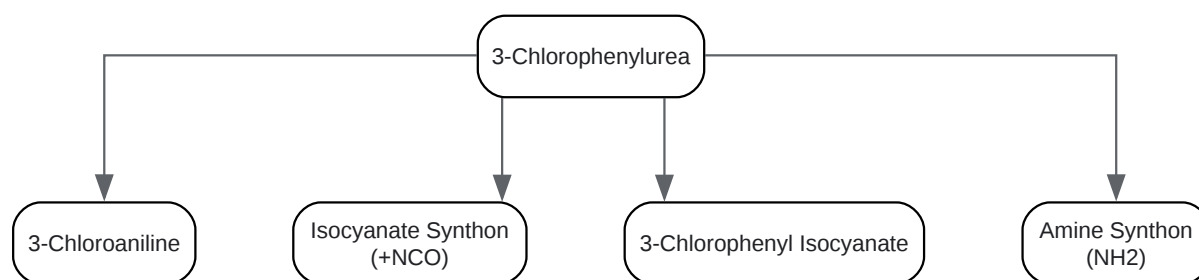 3-Chlorophenylurea
3-Chloroaniline
Isocyanate Synthon
(+NCO)
3-Chlorophenyl Isocyanate
Amine Synthon
(NH2)